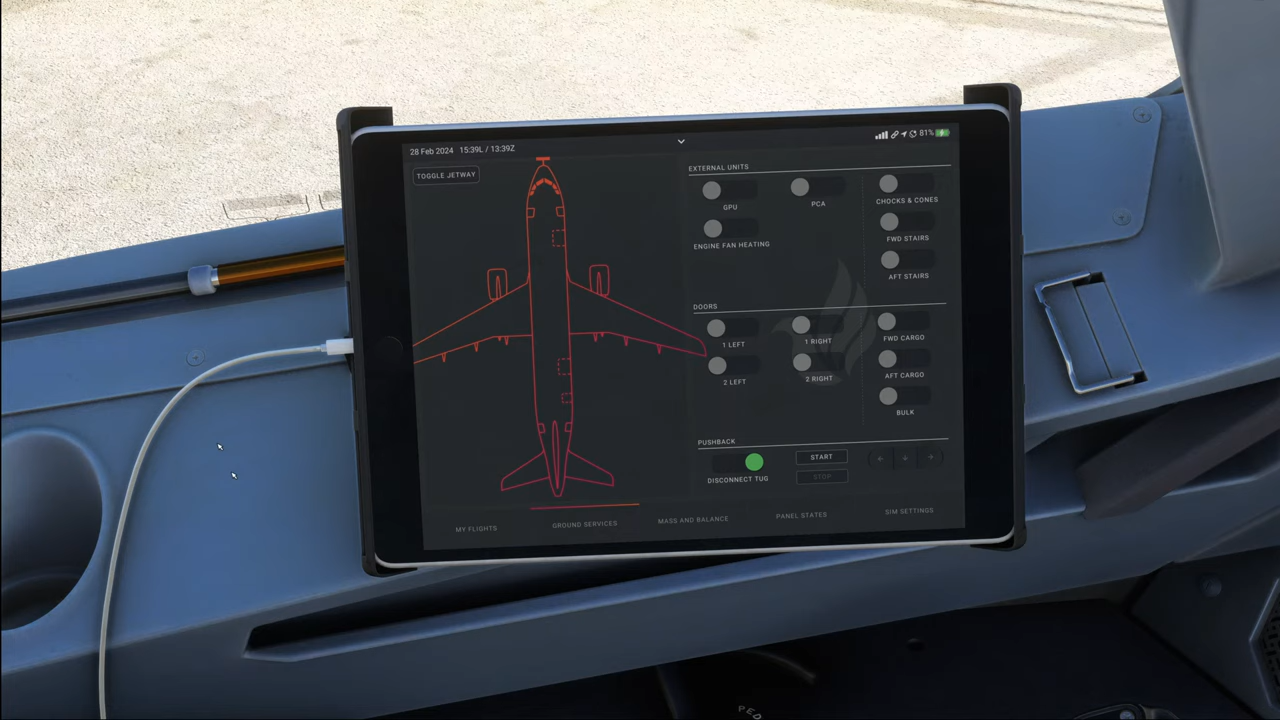 28 Feb 2024 15:39L / 13:39Z
81%
TOGGLE JETWAY
EXTERNAL UNITS
GPU
PCA
CHOCKS & CONES
ENGINE FAN HEATING
FWD STAIRS
AFT STAIRS
DOORS
1 LEFT
1 RIGHT
FWD CARGO
2 LEFT
2 RIGHT
AFT CARGO
BULK
PUSHBACK
DISCONNECT TUG
START
STOP
MY FLIGHTS
GROUND SERVICES
MASS AND BALANCE
PANEL STATES
SIM SETTINGS
PED